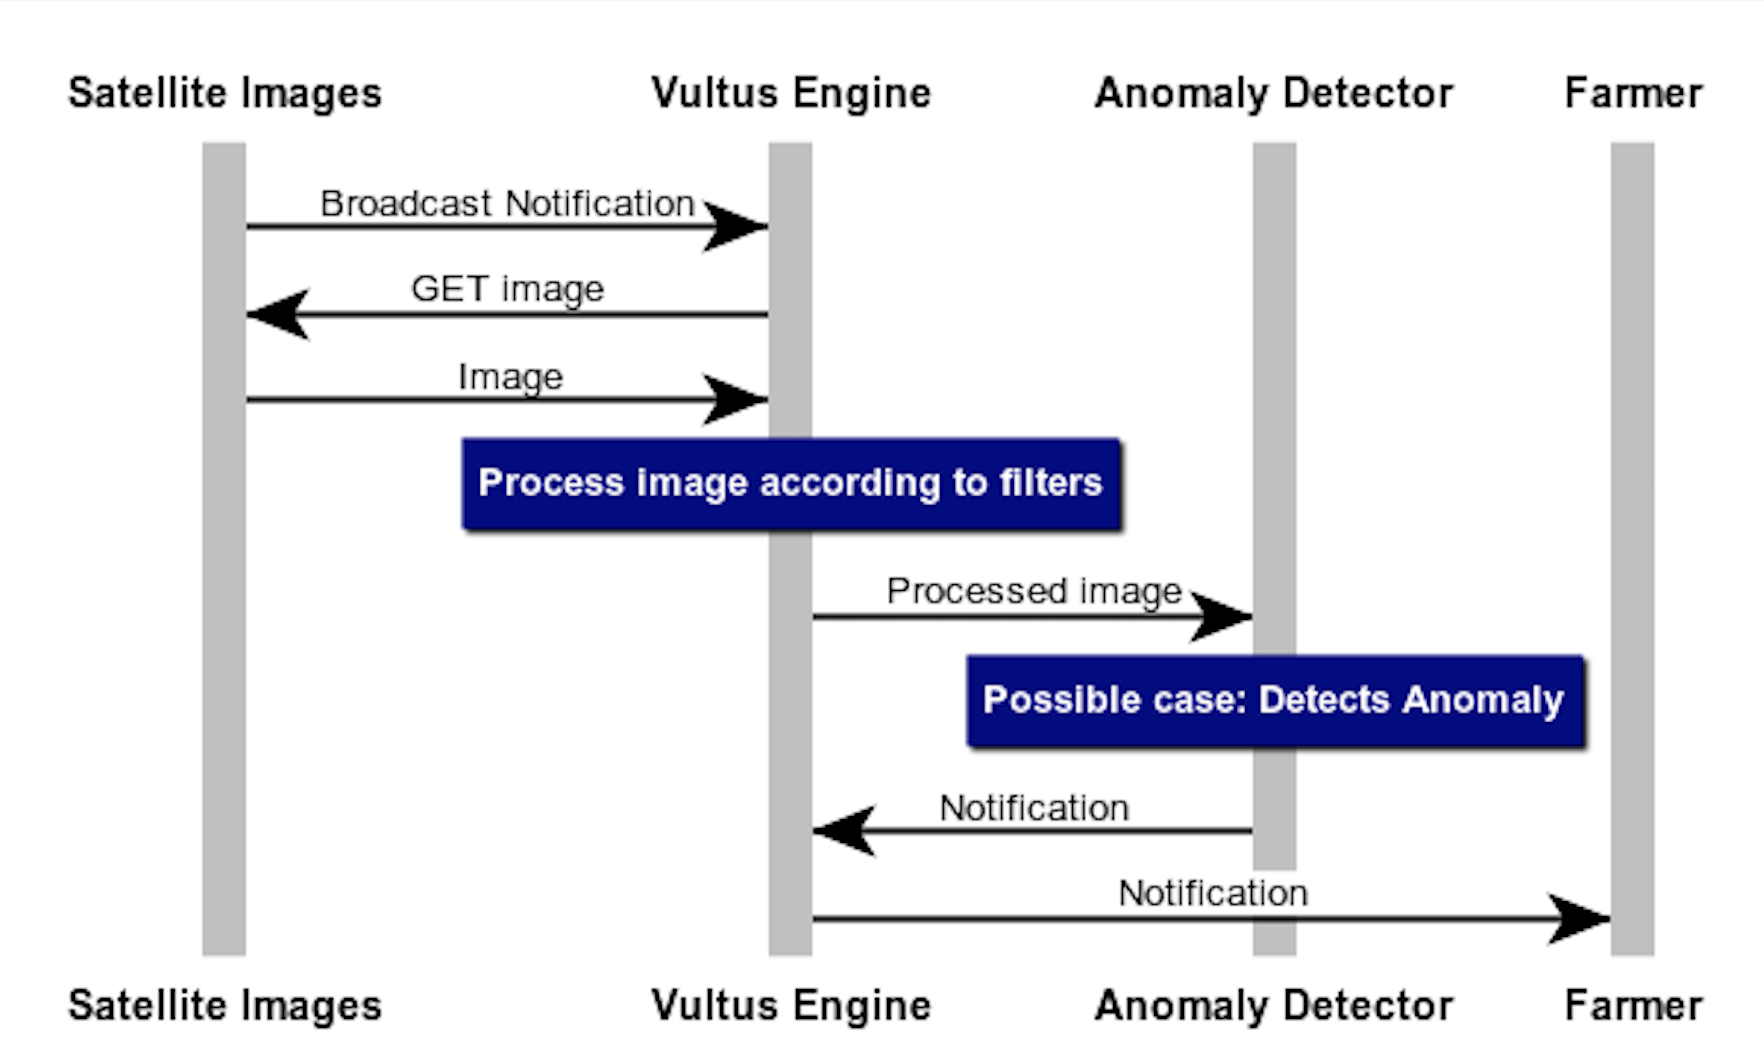 Satellite Images
Vultus Engine
Anomaly Detector
Farmer
Broadcast Notification
GET image
Image
Process image according to filters
Processed image
Possible case: Detects Anomaly
Notification
Notification
Satellite Images
Vultus Engine
Anomaly Detector
Farmer